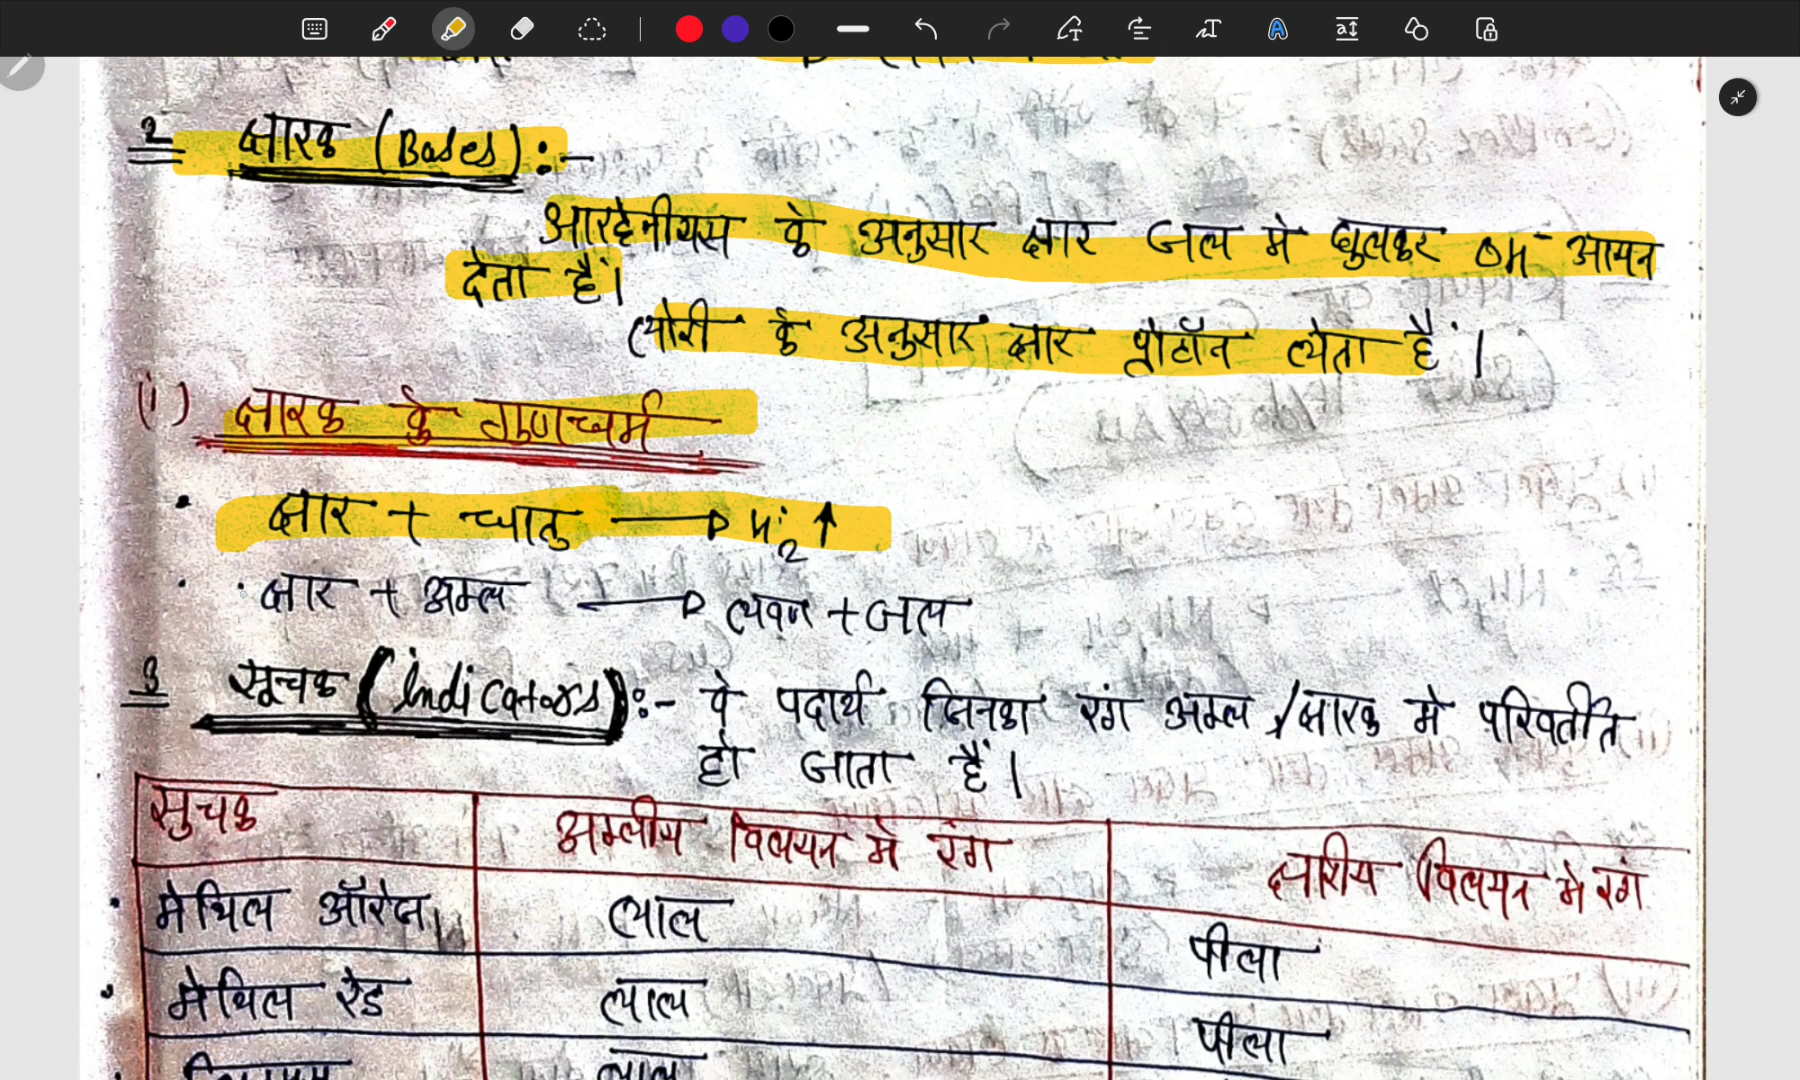 2 क्षारक (Bases) :-
आरहेनीयस के अनुसार क्षार जल मे घुलकर OH⁻ आयन
देता हैं।
ल्योरी के अनुसार क्षार प्रोटॉन लेता हैं।
(i) क्षारक के गुणधर्म
• क्षार + धातु → H₂ ↑
• क्षार + अम्ल → लवण + जल
3 सूचक (Indicators) :- वे पदार्थ जिनका रंग अम्ल / क्षारक मे परिवर्तीत
हो जाता हैं।
सुचक अम्लीय विलयन मे रंग क्षारीय विलयन मे रंग
• मेथिल ऑरेंज लाल पीला
• मेथिल रेड लाल पीला
लाल